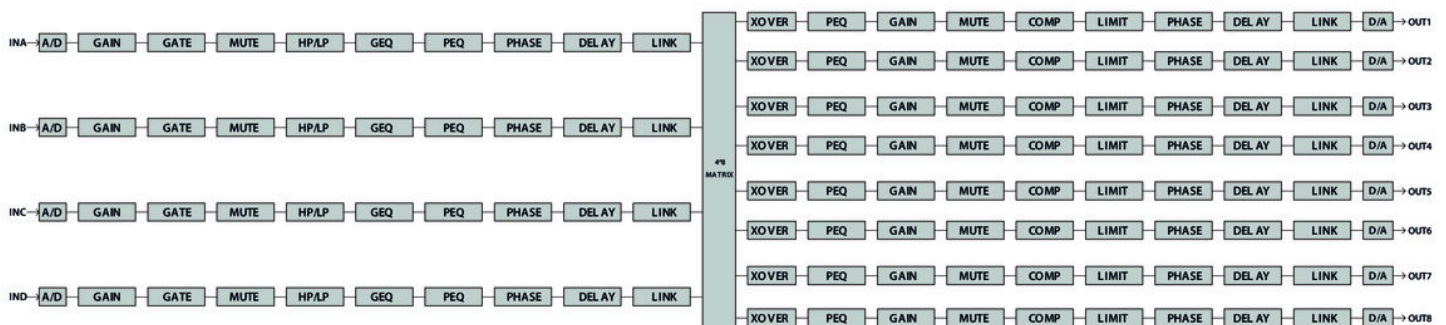 INA A/D GAIN GATE MUTE HP/LP GEQ PEQ PHASE DELAY LINK
INB A/D GAIN GATE MUTE HP/LP GEQ PEQ PHASE DELAY LINK
INC A/D GAIN GATE MUTE HP/LP GEQ PEQ PHASE DELAY LINK
IND A/D GAIN GATE MUTE HP/LP GEQ PEQ PHASE DELAY LINK
4*8
MATRIX
XOVER PEQ GAIN MUTE COMP LIMIT PHASE DELAY LINK D/A OUT1
XOVER PEQ GAIN MUTE COMP LIMIT PHASE DELAY LINK D/A OUT2
XOVER PEQ GAIN MUTE COMP LIMIT PHASE DELAY LINK D/A OUT3
XOVER PEQ GAIN MUTE COMP LIMIT PHASE DELAY LINK D/A OUT4
XOVER PEQ GAIN MUTE COMP LIMIT PHASE DELAY LINK D/A OUT5
XOVER PEQ GAIN MUTE COMP LIMIT PHASE DELAY LINK D/A OUT6
XOVER PEQ GAIN MUTE COMP LIMIT PHASE DELAY LINK D/A OUT7
XOVER PEQ GAIN MUTE COMP LIMIT PHASE DELAY LINK D/A OUT8